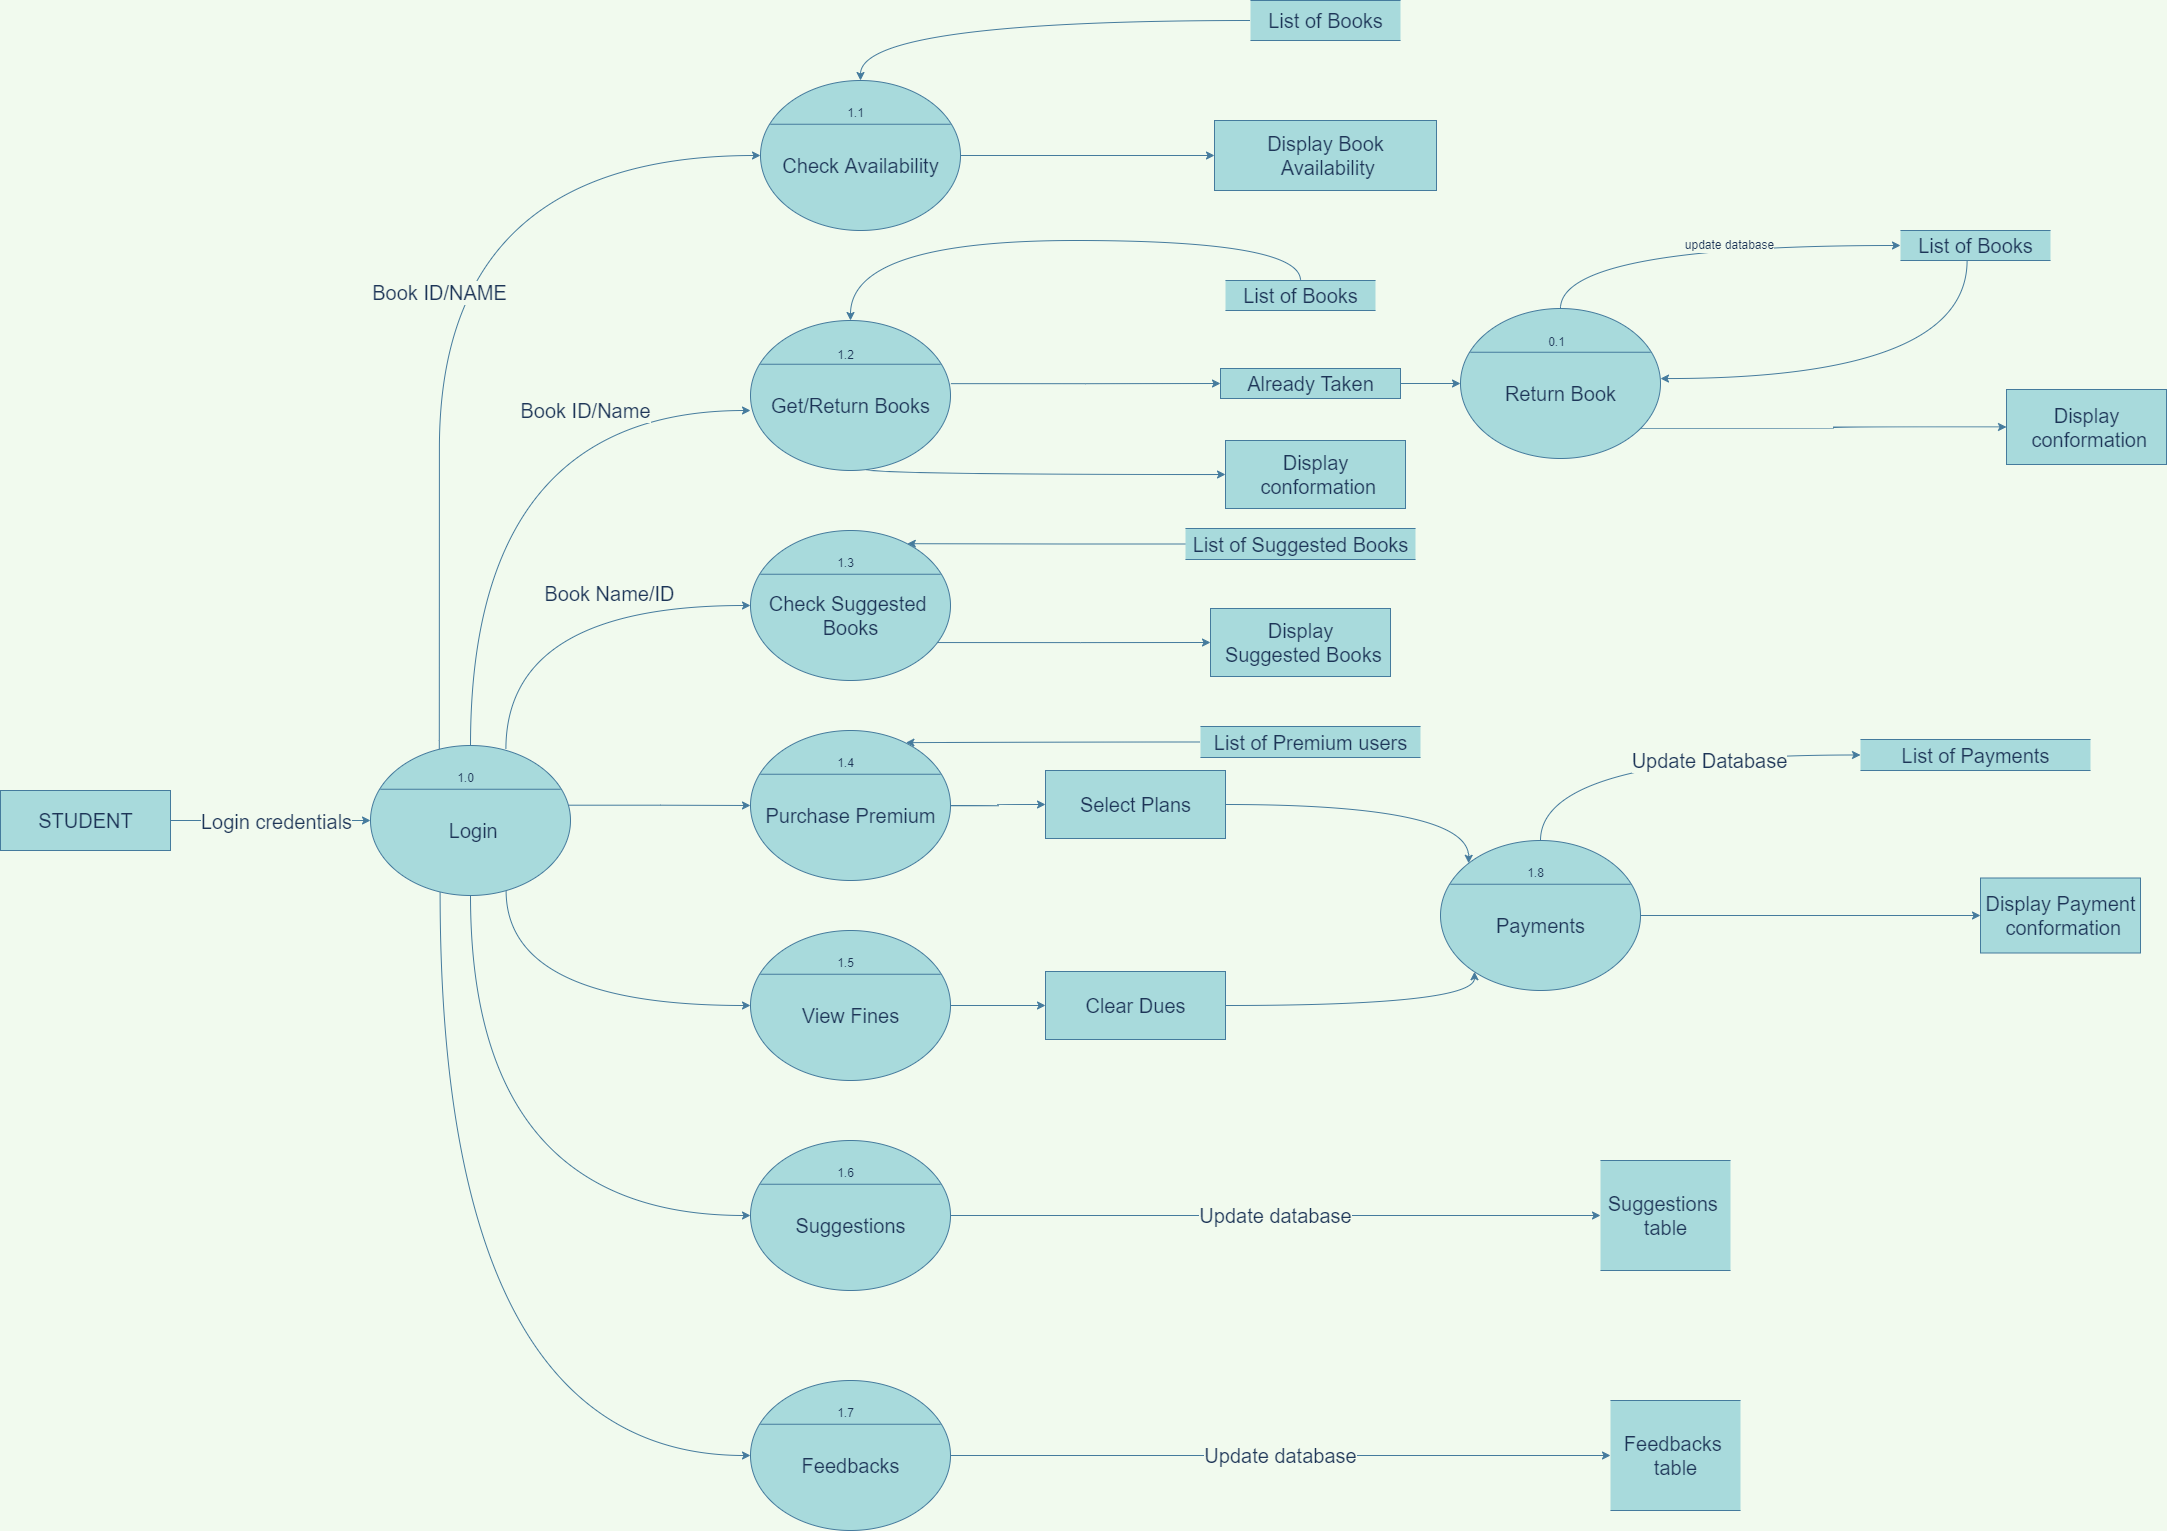 List of Books
1.1
Check Availability
Display Book
Availability
Book ID/NAME
update database
List of Books
List of Books
1.2
Get/Return Books
Already Taken
0.1
Return Book
Book ID/Name
Display
conformation
Display
conformation
List of Suggested Books
1.3
Check Suggested
Books
Book Name/ID
Display
Suggested Books
List of Premium users
1.4
Purchase Premium
Select Plans
Update Database
List of Payments
STUDENT
Login credentials
1.0
Login
1.8
Payments
Display Payment
conformation
1.5
View Fines
Clear Dues
1.6
Suggestions
Update database
Suggestions
table
1.7
Feedbacks
Update database
Feedbacks
table